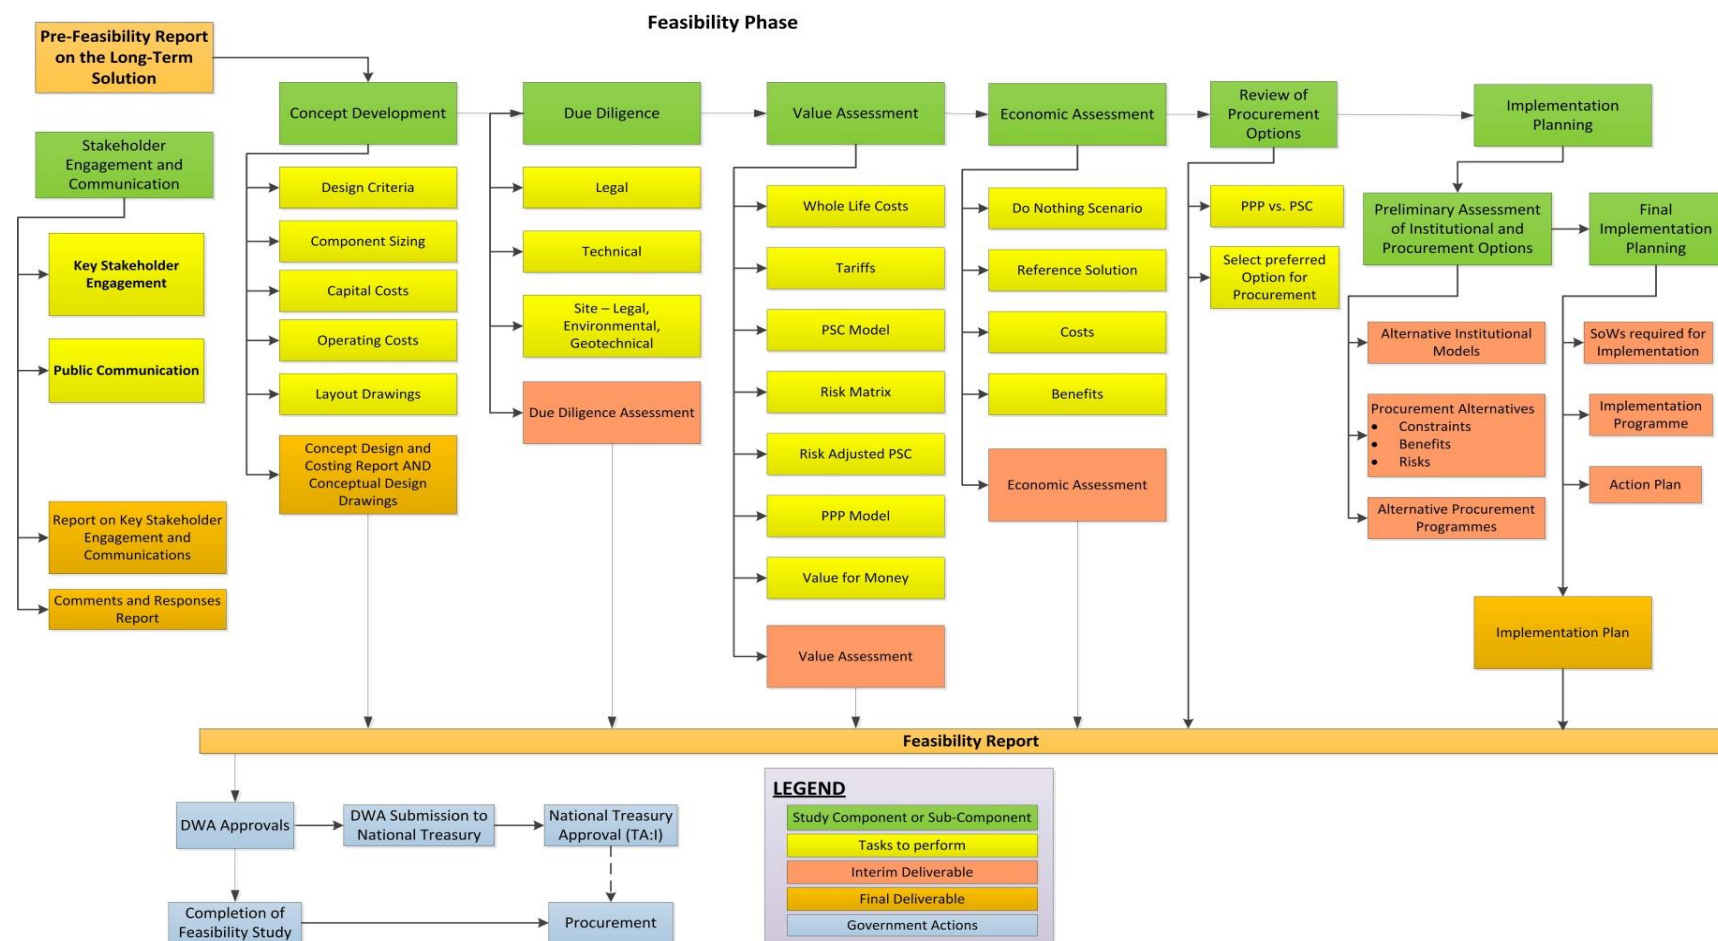 Feasibility Phase
Pre-Feasibility Report
on the Long-Term
Solution
Stakeholder
Engagement and
Communication
Key Stakeholder
Engagement
Public Communication
Report on Key Stakeholder
Engagement and
Communications
Comments and Responses
Report
Concept Development
Design Criteria
Component Sizing
Capital Costs
Operating Costs
Layout Drawings
Concept Design and
Costing Report AND
Conceptual Design
Drawings
Due Diligence
Legal
Technical
Site – Legal,
Environmental,
Geotechnical
Due Diligence Assessment
Value Assessment
Whole Life Costs
Tariffs
PSC Model
Risk Matrix
Risk Adjusted PSC
PPP Model
Value for Money
Value Assessment
Economic Assessment
Do Nothing Scenario
Reference Solution
Costs
Benefits
Economic Assessment
Review of
Procurement
Options
PPP vs. PSC
Select preferred
Option for
Procurement
Implementation
Planning
Preliminary Assessment
of Institutional and
Procurement Options
Alternative Institutional
Models
Procurement Alternatives
• Constraints
• Benefits
• Risks
Alternative Procurement
Programmes
Final
Implementation
Planning
SoWs required for
Implementation
Implementation
Programme
Action Plan
Implementation Plan
Feasibility Report
DWA Approvals
DWA Submission to
National Treasury
National Treasury
Approval (TA:I)
Completion of
Feasibility Study
Procurement
LEGEND
Study Component or Sub-Component
Tasks to perform
Interim Deliverable
Final Deliverable
Government Actions